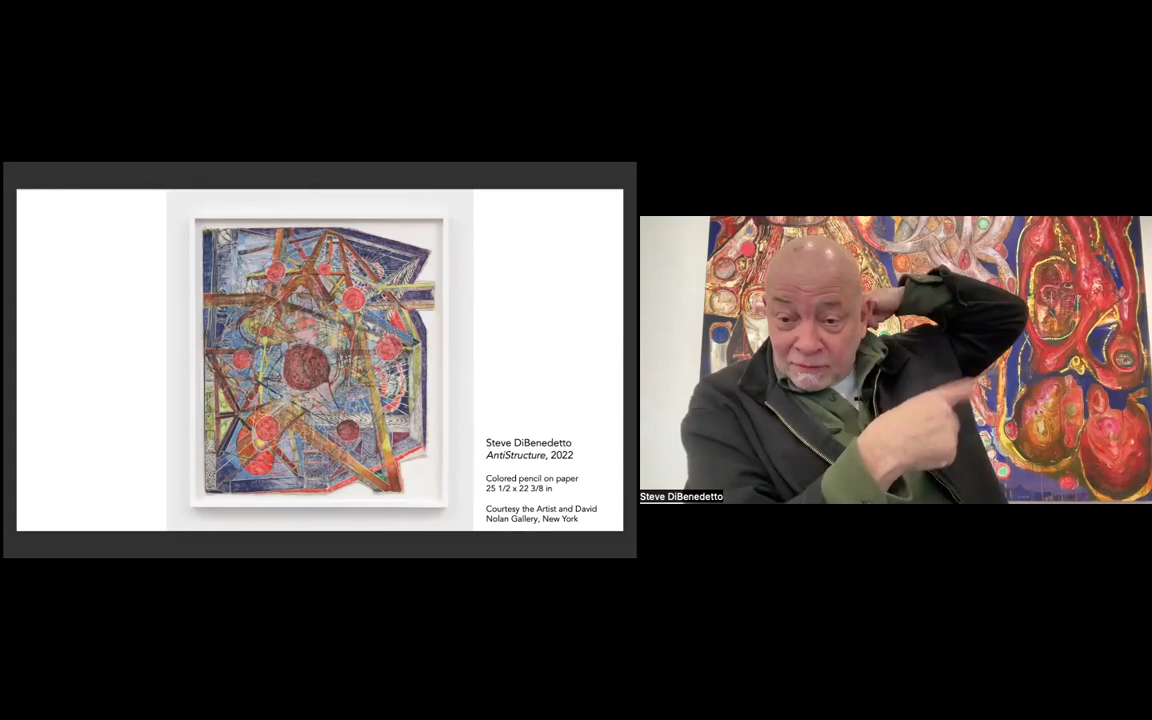 Steve DiBenedetto
AntiStructure, 2022
Colored pencil on paper
25 1/2 x 22 3/8 in
Courtesy the Artist and David
Nolan Gallery, New York
Steve DiBenedetto